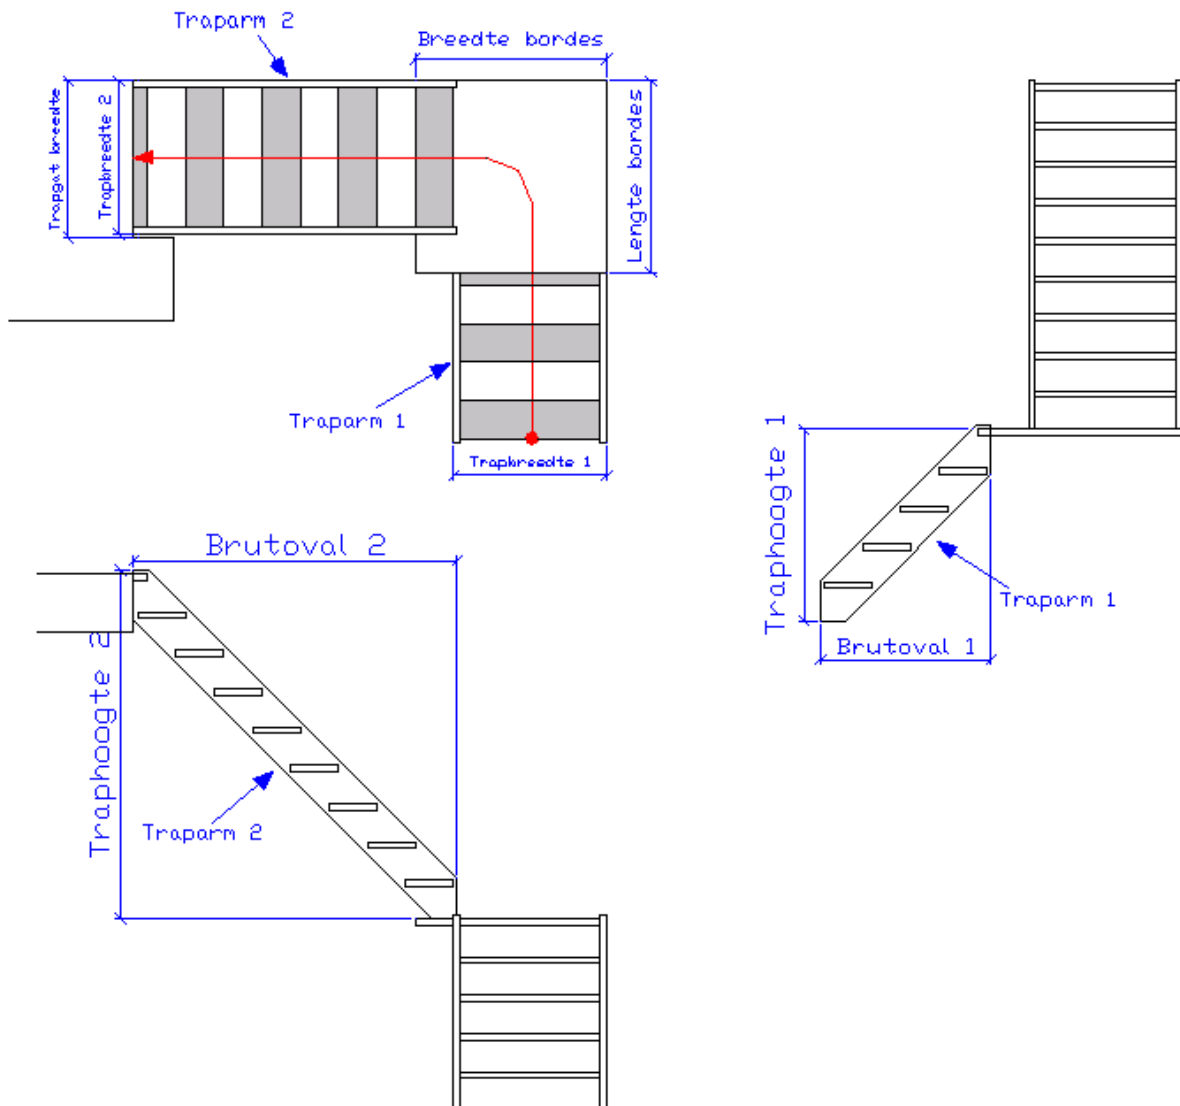 Traparm 2
Breedte bordes
Trapgat breedte
Trapbreedte 2
Lengte bordes
Traparm 1
Trapbreedte 1
Traphoogte 1
Traparm 1
Brutoval 1
Brutoval 2
Traphoogte 2
Traparm 2